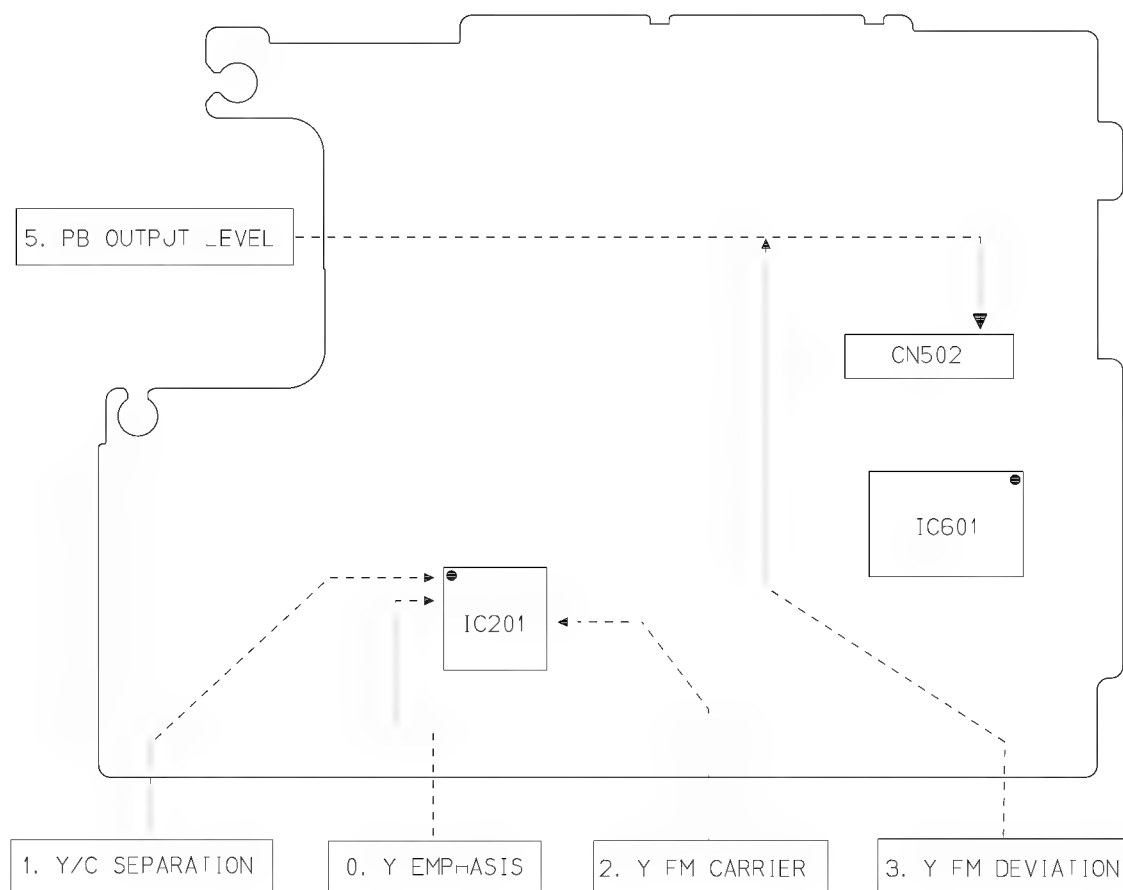 5. PB OUTPUT LEVEL
CN502
IC601
IC201
1. Y/C SEPARATION
0. Y EMPHASIS
2. Y FM CARRIER
3. Y FM DEVIATION